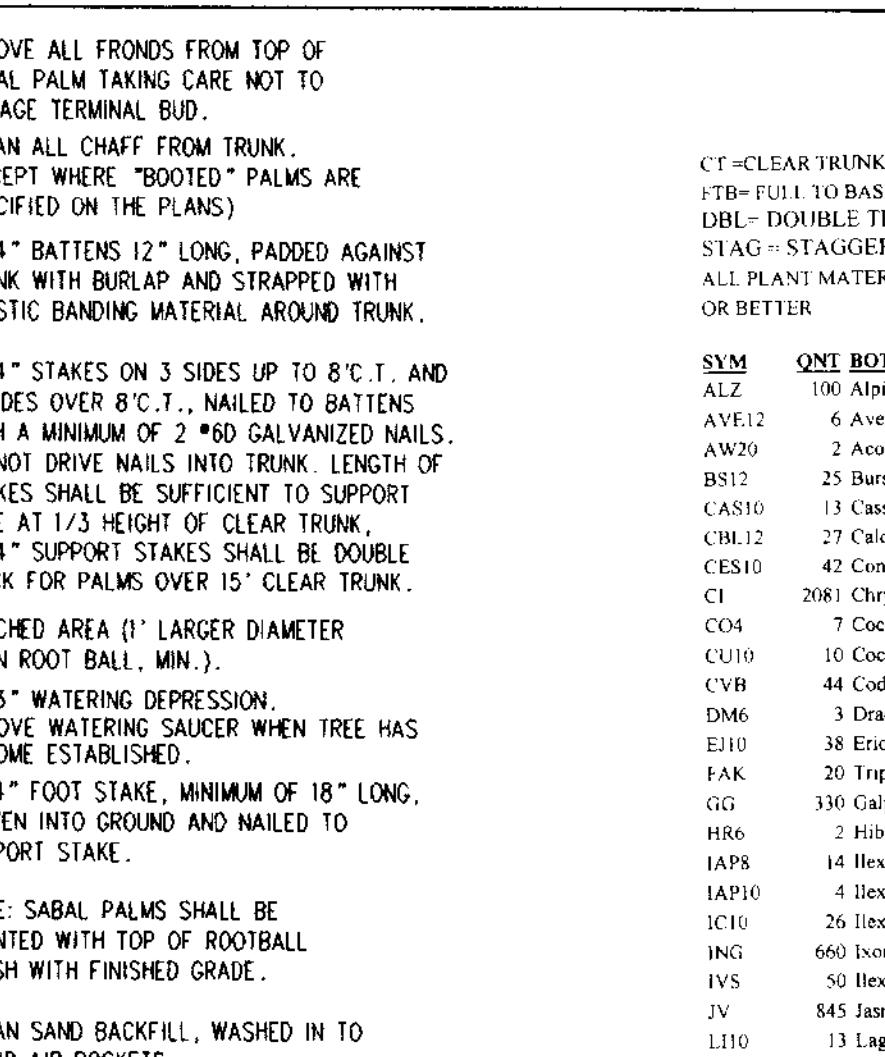 OVE ALL FRONDS FROM TOP OF
AL PALM TAKING CARE NOT TO
AGE TERMINAL BUD.
AN ALL CHAFF FROM TRUNK.
CEPT WHERE "BOOTED" PALMS ARE
CIFIED ON THE PLANS)
4" BATTENS 12" LONG, PADDED AGAINST
NK WITH BURLAP AND STRAPPED WITH
STIC BANDING MATERIAL AROUND TRUNK.
4" STAKES ON 3 SIDES UP TO 8'C.T. AND
DES OVER 8'C.T., NAILED TO BATTENS
H A MINIMUM OF 2 #6D GALVANIZED NAILS.
NOT DRIVE NAILS INTO TRUNK. LENGTH OF
KES SHALL BE SUFFICIENT TO SUPPORT
E AT 1/3 HEIGHT OF CLEAR TRUNK,
4" SUPPORT STAKES SHALL BE DOUBLE
CK FOR PALMS OVER 15' CLEAR TRUNK.
CHED AREA (1' LARGER DIAMETER
N ROOT BALL, MIN.).
3" WATERING DEPRESSION.
OVE WATERING SAUCER WHEN TREE HAS
OME ESTABLISHED.
4" FOOT STAKE, MINIMUM OF 18" LONG,
EN INTO GROUND AND NAILED TO
PORT STAKE.
E: SABAL PALMS SHALL BE
NTED WITH TOP OF ROOTBALL
SH WITH FINISHED GRADE.
AN SAND BACKFILL, WASHED IN TO
AIR POCKETS
CT =CLEAR TRUNK
FTB= FULL TO BAS
DBL= DOUBLE T
STAG = STAGGE
ALL PLANT MATER
OR BETTER
SYM QNT BOT
ALZ 100 Alpi
AVE12 6 Ave
AW20 2 Aco
BS12 25 Burs
CAS10 13 Cass
CBL12 27 Calo
CES10 42 Con
CI 2081 Chry
CO4 7 Coc
CU10 10 Coc
CVB 44 Cod
DM6 3 Dra
EJ10 38 Erio
FAK 20 Trip
GG 330 Galp
HR6 2 Hib
IAP8 14 Ilex
IAP10 4 Ilex
IC10 26 Ilex
ING 660 Ixor
IVS 50 Ilex
JV 845 Jasm
LI10 13 Lag